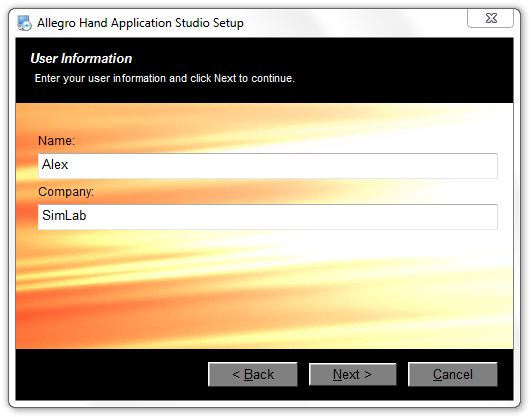 Allegro Hand Application Studio Setup
User Information
Enter your user information and click Next to continue.
Name:
Alex
Company:
SimLab
< Back Next > Cancel